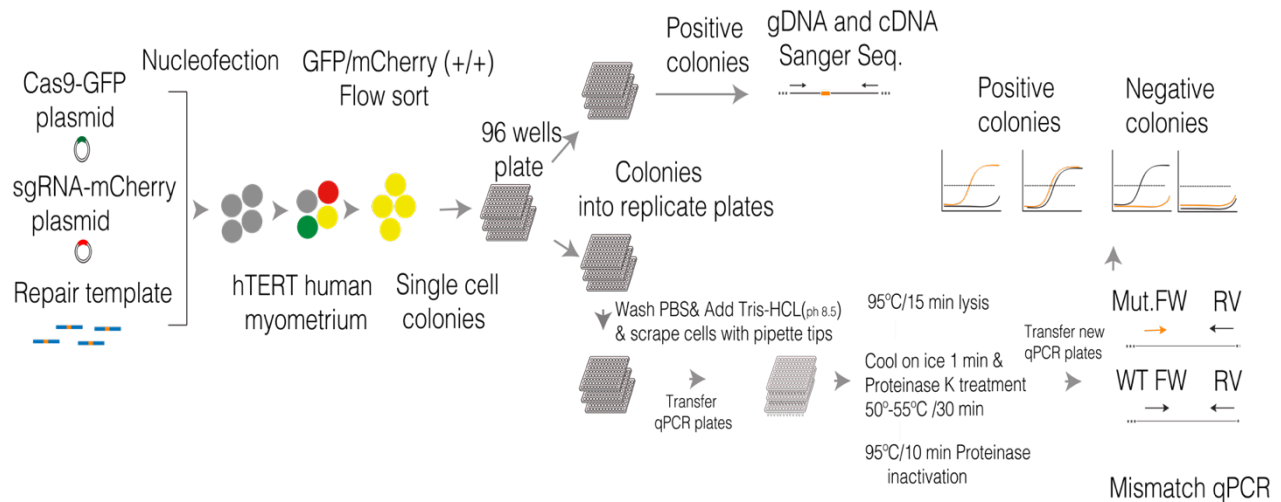 Nucleofection
Cas9-GFP
plasmid
sgRNA-mCherry
plasmid
Repair template
GFP/mCherry (+/+)
Flow sort
hTERT human
myometrium
Single cell
colonies
96 wells
plate
Positive
colonies
gDNA and cDNA
Sanger Seq.
Colonies
into replicate plates
Wash PBS& Add Tris-HCL(ph 8.5)
& scrape cells with pipette tips
Transfer
qPCR plates
95ºC/15 min lysis
Cool on ice 1 min &
Proteinase K treatment
50º-55ºC /30 min
95ºC/10 min Proteinase
inactivation
Transfer new
qPCR plates
Positive
colonies
Negative
colonies
Mut.FW RV
WT FW RV
Mismatch qPCR